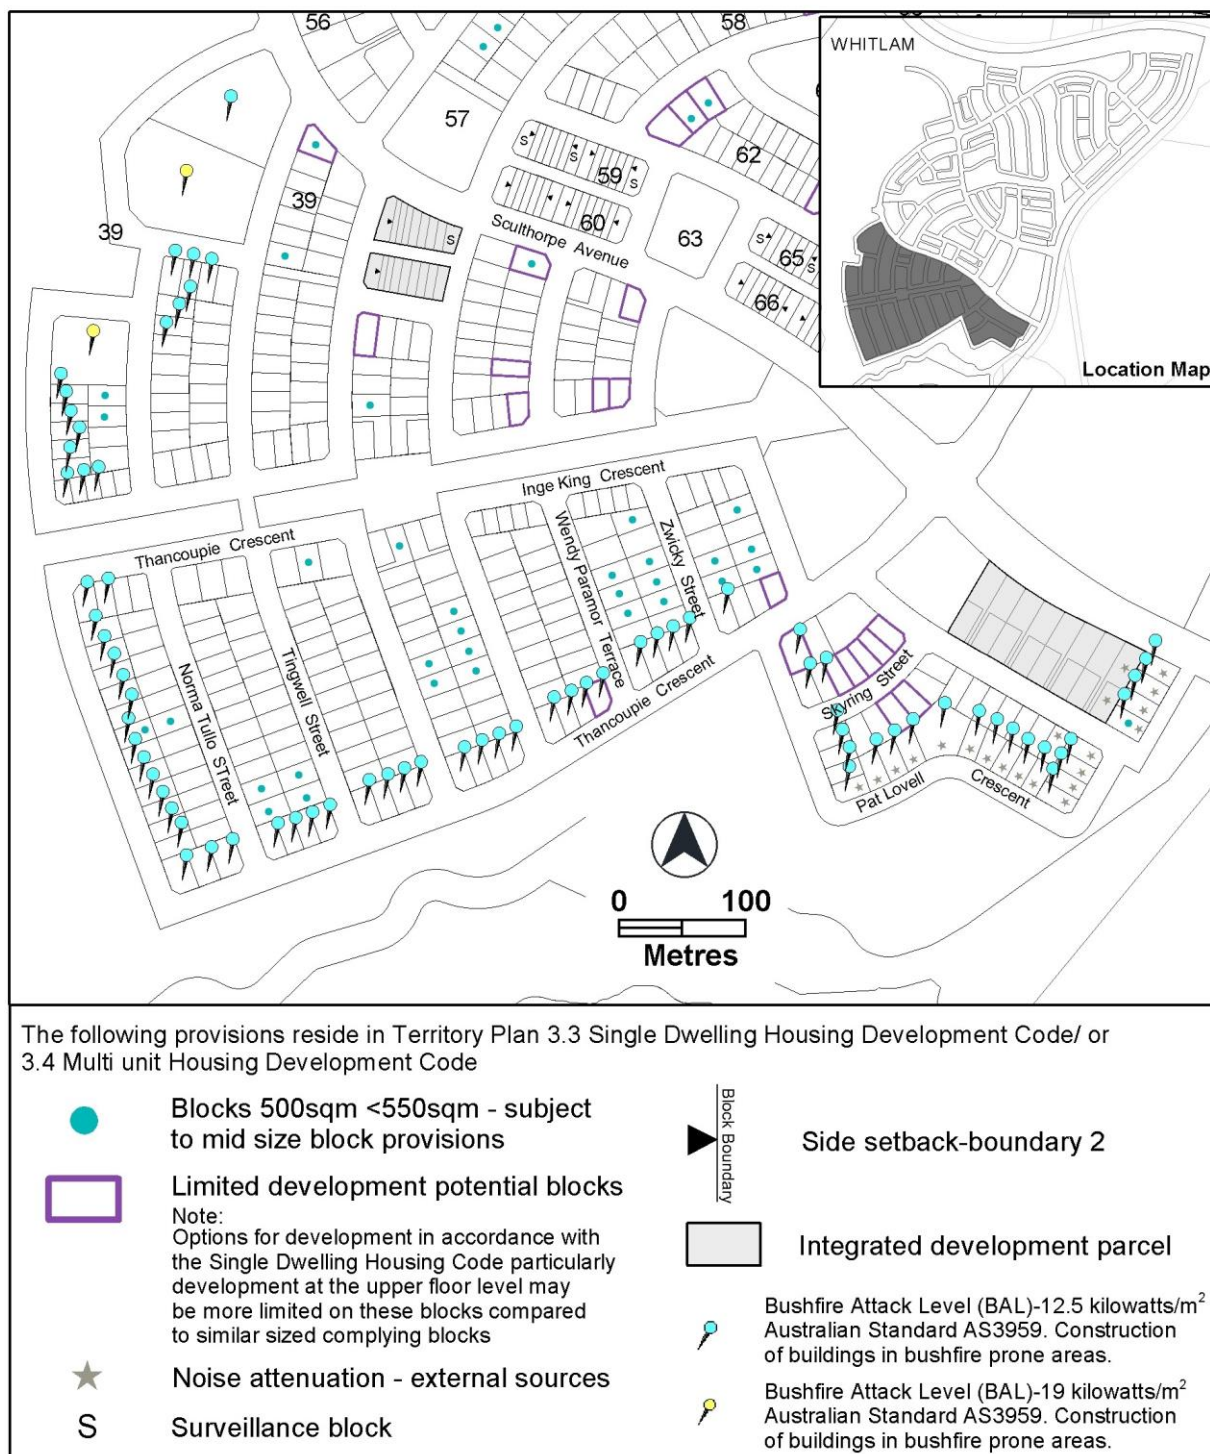 56
58
WHITLAM
57
39
59
S
S
S
S
60
62
39
Sculthorpe Avenue
63
65
S
S
66
S
Location Map
Inge King Crescent
Thancoupie Crescent
Wendy Paramor Terrace
Zwicky Street
Norma Tullo STreet
Tingwell Street
Thancoupie Crescent
Skyring Street
Pat Lovell Crescent
0 100
Metres
The following provisions reside in Territory Plan 3.3 Single Dwelling Housing Development Code/ or
3.4 Multi unit Housing Development Code
Blocks 500sqm <550sqm - subject
to mid size block provisions
Limited development potential blocks
Note:
Options for development in accordance with
the Single Dwelling Housing Code particularly
development at the upper floor level may
be more limited on these blocks compared
to similar sized complying blocks
Noise attenuation - external sources
S Surveillance block
Block Boundary
Side setback-boundary 2
Integrated development parcel
Bushfire Attack Level (BAL)-12.5 kilowatts/m²
Australian Standard AS3959. Construction
of buildings in bushfire prone areas.
Bushfire Attack Level (BAL)-19 kilowatts/m²
Australian Standard AS3959. Construction
of buildings in bushfire prone areas.